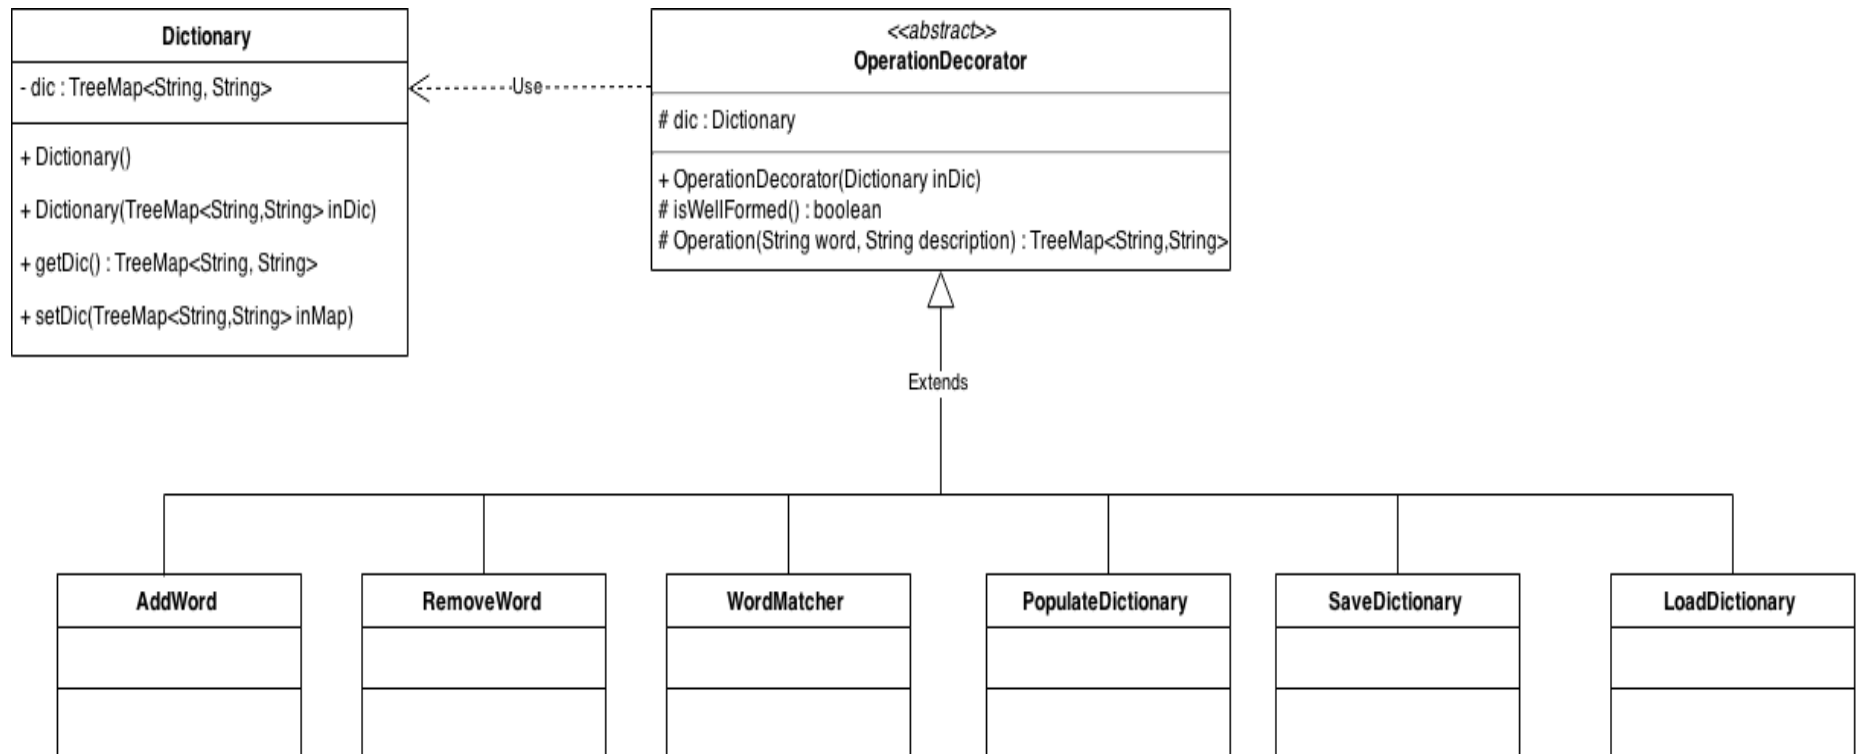 Dictionary
- dic : TreeMap<String, String>
+ Dictionary()
+ Dictionary(TreeMap<String,String> inDic)
+ getDic() : TreeMap<String, String>
+ setDic(TreeMap<String,String> inMap)
Use
<<abstract>>
OperationDecorator
# dic : Dictionary
+ OperationDecorator(Dictionary inDic)
# isWellFormed() : boolean
# Operation(String word, String description) : TreeMap<String,String>
Extends
AddWord
RemoveWord
WordMatcher
PopulateDictionary
SaveDictionary
LoadDictionary